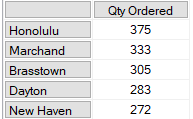 Qty Ordered
Honolulu 375
Marchand 333
Brasstown 305
Dayton 283
New Haven 272